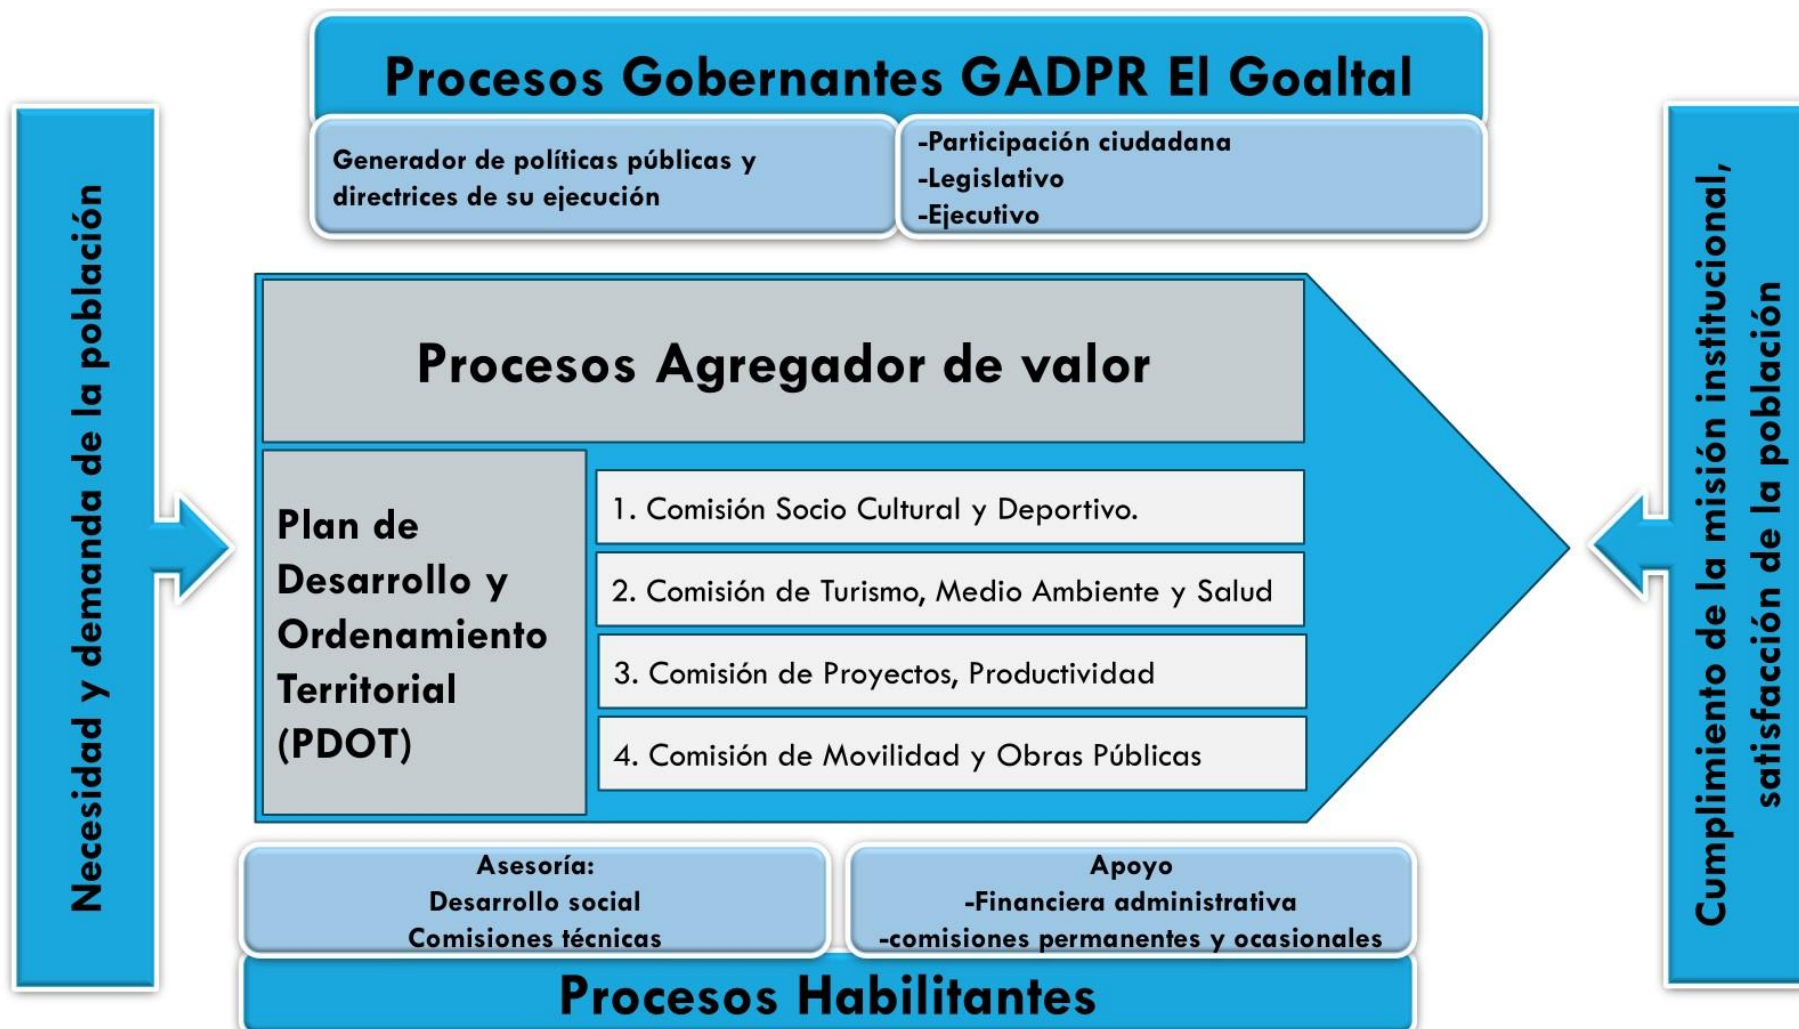 Procesos Gobernantes GADPR El Goaltal
Generador de políticas públicas y
directrices de su ejecución
-Participación ciudadana
-Legislativo
-Ejecutivo
Necesidad y demanda de la población
Procesos Agregador de valor
Plan de
Desarrollo y
Ordenamiento
Territorial
(PDOT)
1. Comisión Socio Cultural y Deportivo.
2. Comisión de Turismo, Medio Ambiente y Salud
3. Comisión de Proyectos, Productividad
4. Comisión de Movilidad y Obras Públicas
Cumplimiento de la misión institucional,
satisfacción de la población
Asesoría:
Desarrollo social
Comisiones técnicas
Apoyo
-Financiera administrativa
-comisiones permanentes y ocasionales
Procesos Habilitantes